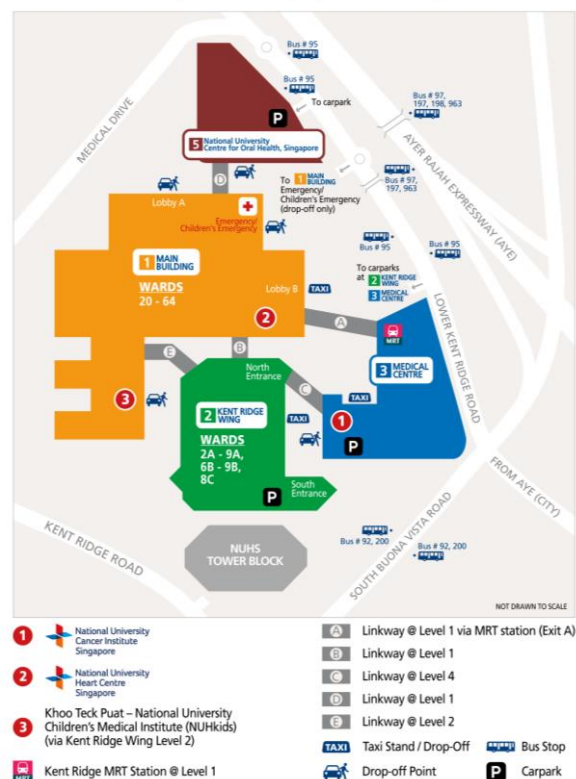 Bus # 95
Bus # 95
P
To carpark
Bus # 97,
197, 198, 963
MEDICAL DRIVE
AYER RAJAH EXPRESSWAY (AYE)
5 National University
Centre for Oral Health, Singapore
D
To 1 MAIN
BUILDING
Emergency/
Children's Emergency
(drop-off only)
Bus # 97,
197, 963
Lobby A
Emergency/
Children's Emergency
Bus # 95
Bus # 95
1 MAIN
BUILDING
WARDS
20 - 64
Lobby B
TAXI
To carparks
at 2 KENT RIDGE
WING
3 MEDICAL
CENTRE
2
A
MRT
LOWER KENT RIDGE ROAD
E
B
North
Entrance
C
3 MEDICAL
CENTRE
3
2 KENT RIDGE
WING
TAXI
TAXI
1
WARDS
2A - 9A,
6B - 9B,
8C
P
P
South
Entrance
FROM AYE (CITY)
SOUTH BUONA VISTA ROAD
KENT RIDGE ROAD
NUHS
TOWER BLOCK
Bus # 92, 200
Bus # 92, 200
NOT DRAWN TO SCALE
1 National University
Cancer Institute
Singapore
2 National University
Heart Centre
Singapore
3 Khoo Teck Puat – National University
Children's Medical Institute (NUHkids)
(via Kent Ridge Wing Level 2)
MRT Kent Ridge MRT Station @ Level 1
A Linkway @ Level 1 via MRT station (Exit A)
B Linkway @ Level 1
C Linkway @ Level 4
D Linkway @ Level 1
E Linkway @ Level 2
TAXI Taxi Stand / Drop-Off
Bus Stop
Drop-off Point
P Carpark